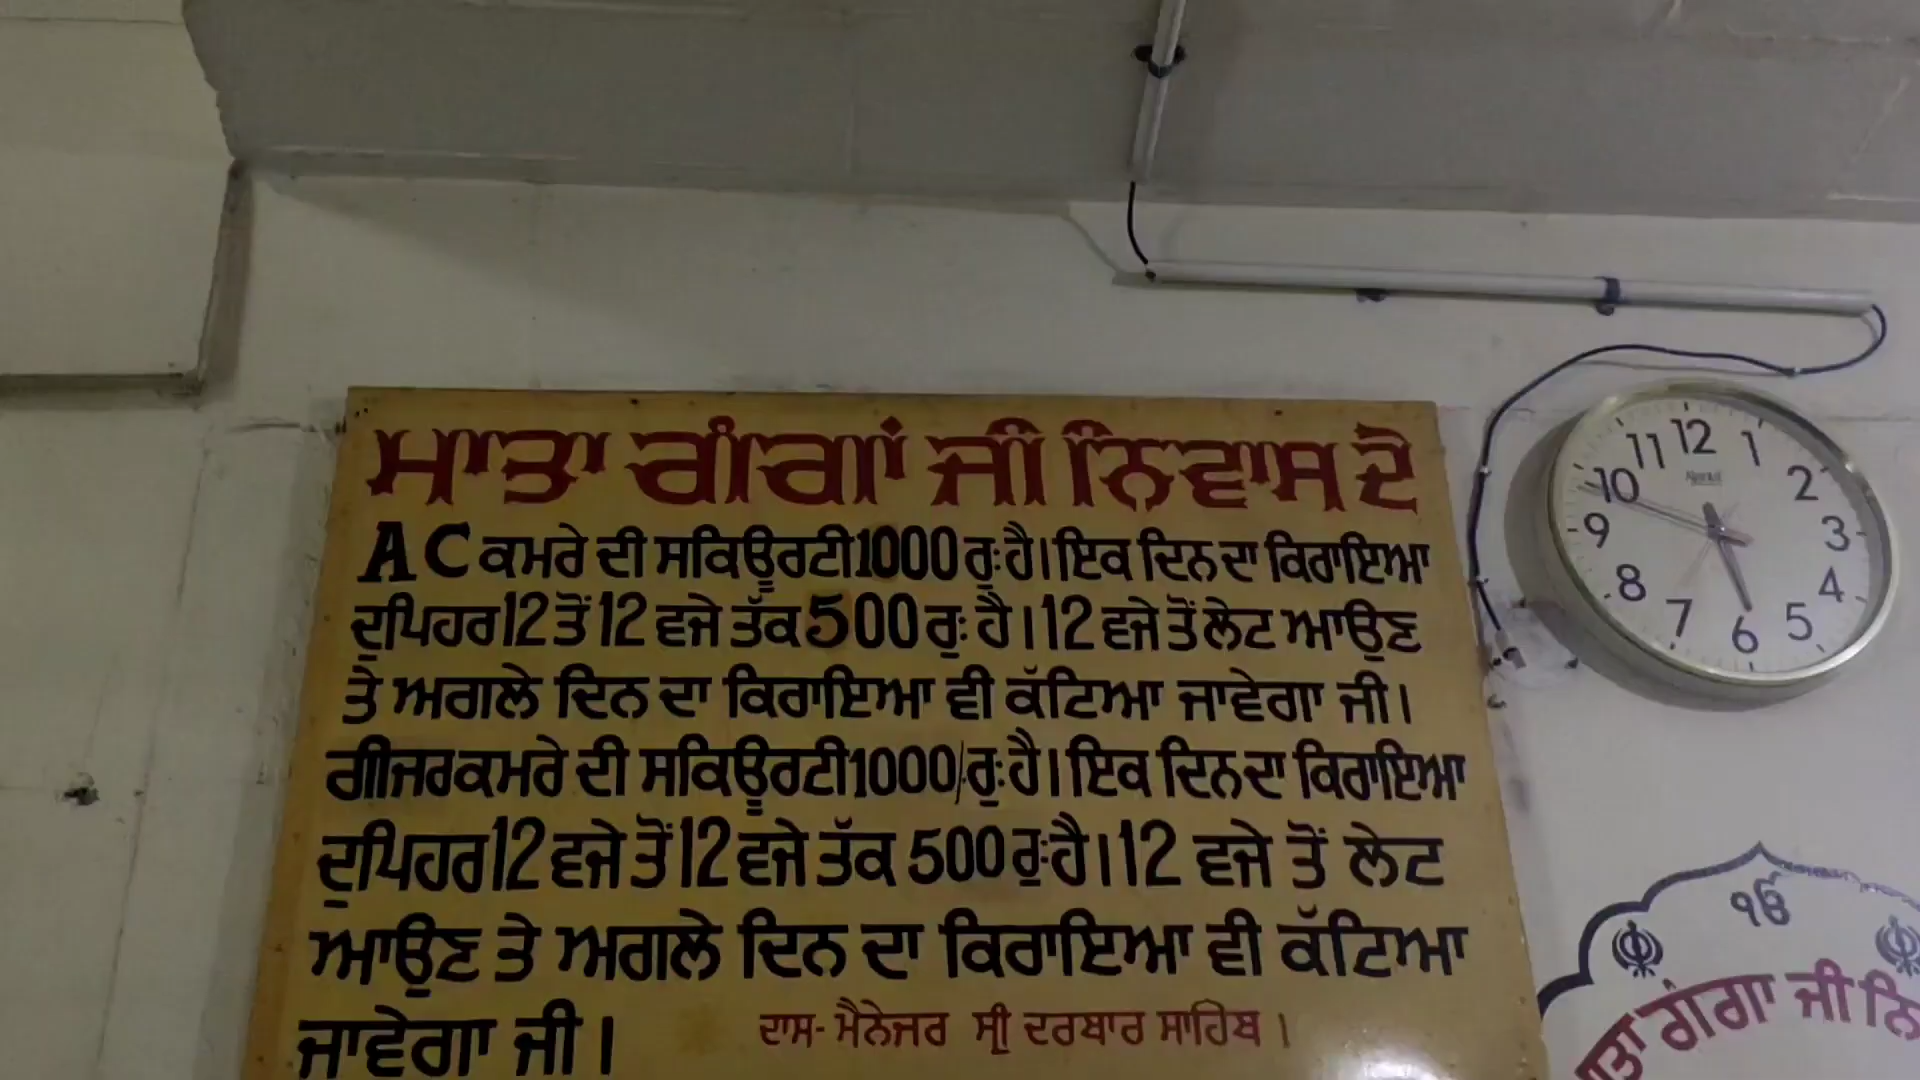 ਮਾਤਾ ਗੰਗਾਂ ਜੀ ਨਿਵਾਸ ਦੇ
AC ਕਮਰੇ ਦੀ ਸਕਿਊਰਟੀ 1000 ਰੁ: ਹੈ। ਇਕ ਦਿਨ ਦਾ ਕਿਰਾਇਆ
ਦੁਪਿਹਰ 12 ਤੋਂ 12 ਵਜੇ ਤੱਕ 500 ਰੁ: ਹੈ। 12 ਵਜੇ ਤੋਂ ਲੇਟ ਆਉਣ
ਤੇ ਅਗਲੇ ਦਿਨ ਦਾ ਕਿਰਾਇਆ ਵੀ ਕੱਟਿਆ ਜਾਵੇਗਾ ਜੀ।
ਗੀਜਰ ਕਮਰੇ ਦੀ ਸਕਿਊਰਟੀ 1000/ਰੁ: ਹੈ। ਇਕ ਦਿਨ ਦਾ ਕਿਰਾਇਆ
ਦੁਪਿਹਰ 12 ਵਜੇ ਤੋਂ 12 ਵਜੇ ਤੱਕ 500 ਰੁ: ਹੈ। 12 ਵਜੇ ਤੋਂ ਲੇਟ
ਆਉਣ ਤੇ ਅਗਲੇ ਦਿਨ ਦਾ ਕਿਰਾਇਆ ਵੀ ਕੱਟਿਆ
ਜਾਵੇਗਾ ਜੀ।
ਦਾਸ- ਮੈਨੇਜਰ ਸ੍ਰੀ ਦਰਬਾਰ ਸਾਹਿਬ।
12 1 2 3 4 5 6 7 8 9 10 11
ੴ
ਗੰਗਾ ਜੀ